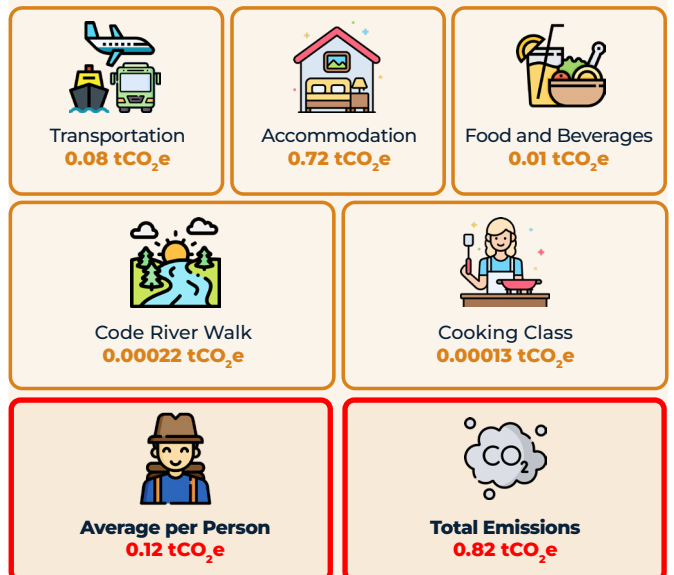 Transportation
0.08 tCO₂e
Accommodation
0.72 tCO₂e
Food and Beverages
0.01 tCO₂e
Code River Walk
0.00022 tCO₂e
Cooking Class
0.00013 tCO₂e
Average per Person
0.12 tCO₂e
CO₂
Total Emissions
0.82 tCO₂e